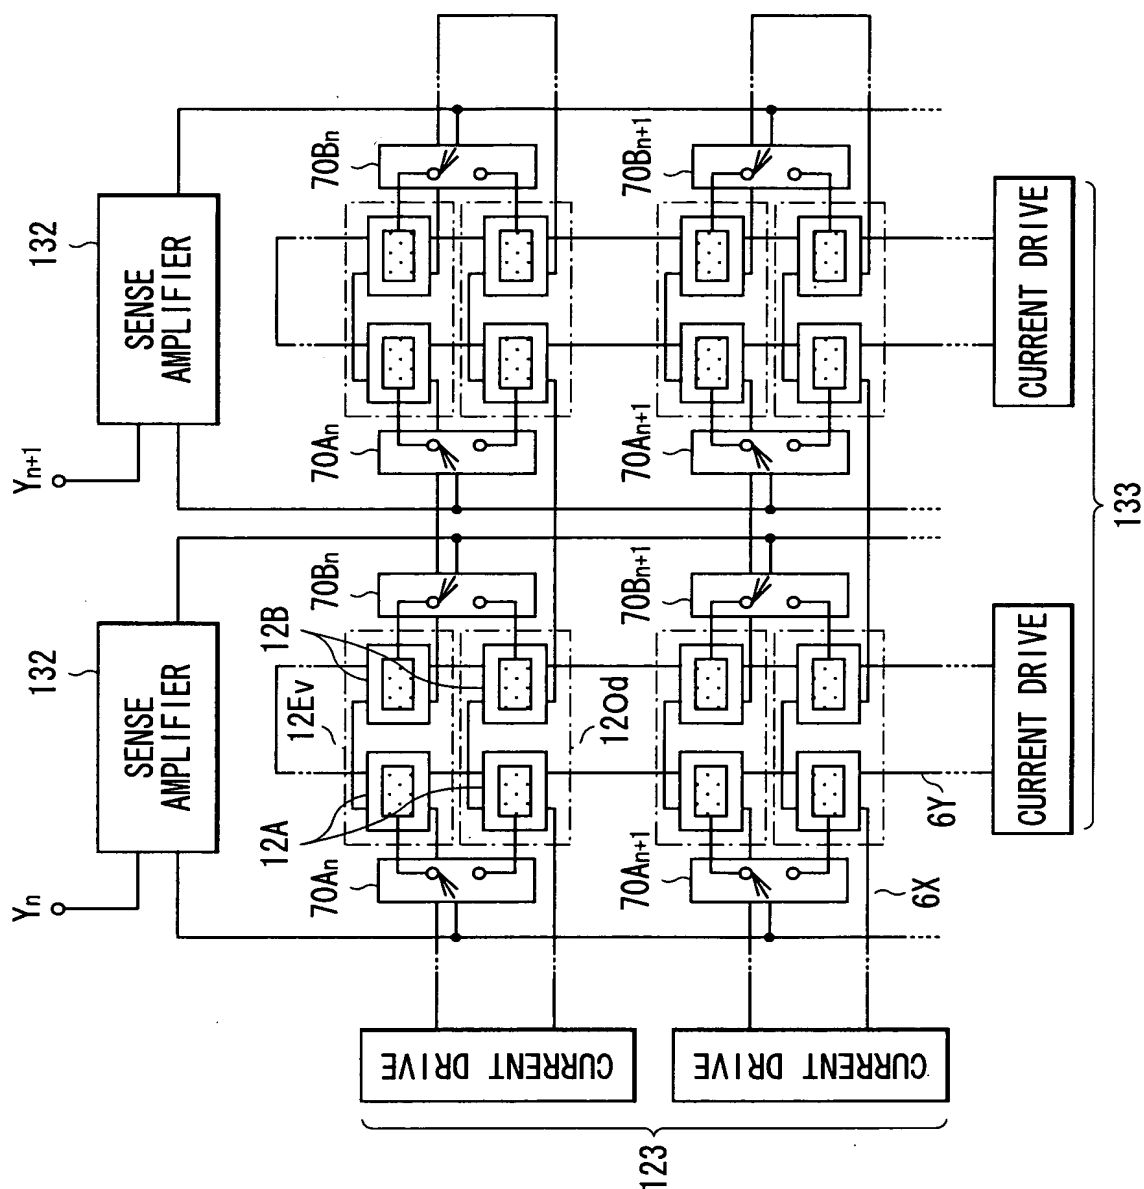 Yn
Yn+1
132
132
SENSE
AMPLIFIER
SENSE
AMPLIFIER
70An
70Bn
70An
70Bn
12Ev
12A
12B
12Od
70An+1
70Bn+1
70An+1
70Bn+1
6X
6Y
CURRENT DRIVE
CURRENT DRIVE
CURRENT DRIVE
CURRENT DRIVE
123
133